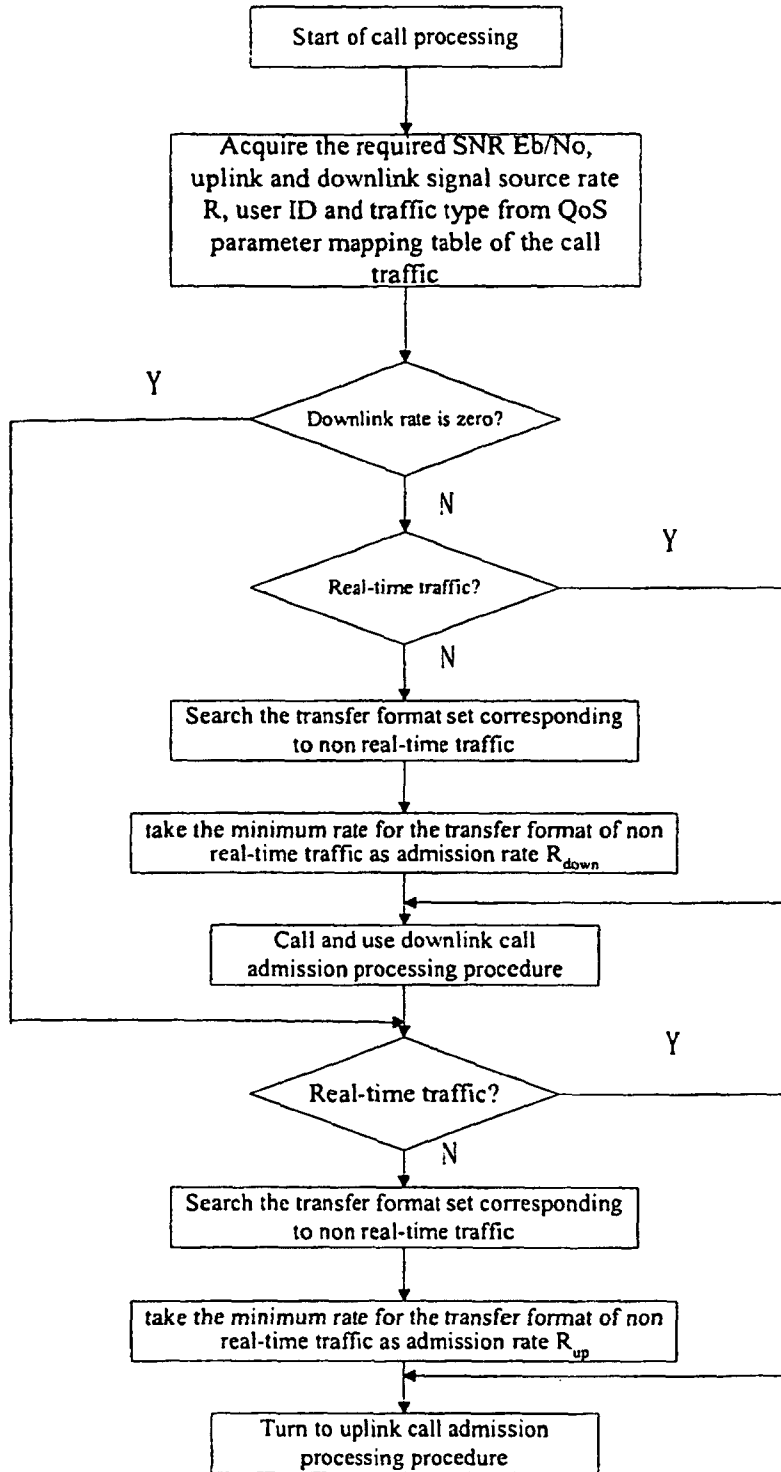 Start of call processing
Acquire the required SNR Eb/No,
uplink and downlink signal source rate
R, user ID and traffic type from QoS
parameter mapping table of the call
traffic
Y
Downlink rate is zero?
N
Y
Real-time traffic?
N
Search the transfer format set corresponding
to non real-time traffic
take the minimum rate for the transfer format of non
real-time traffic as admission rate R_down
Call and use downlink call
admission processing procedure
Y
Real-time traffic?
N
Search the transfer format set corresponding
to non real-time traffic
take the minimum rate for the transfer format of non
real-time traffic as admission rate R_up
Turn to uplink call admission
processing procedure